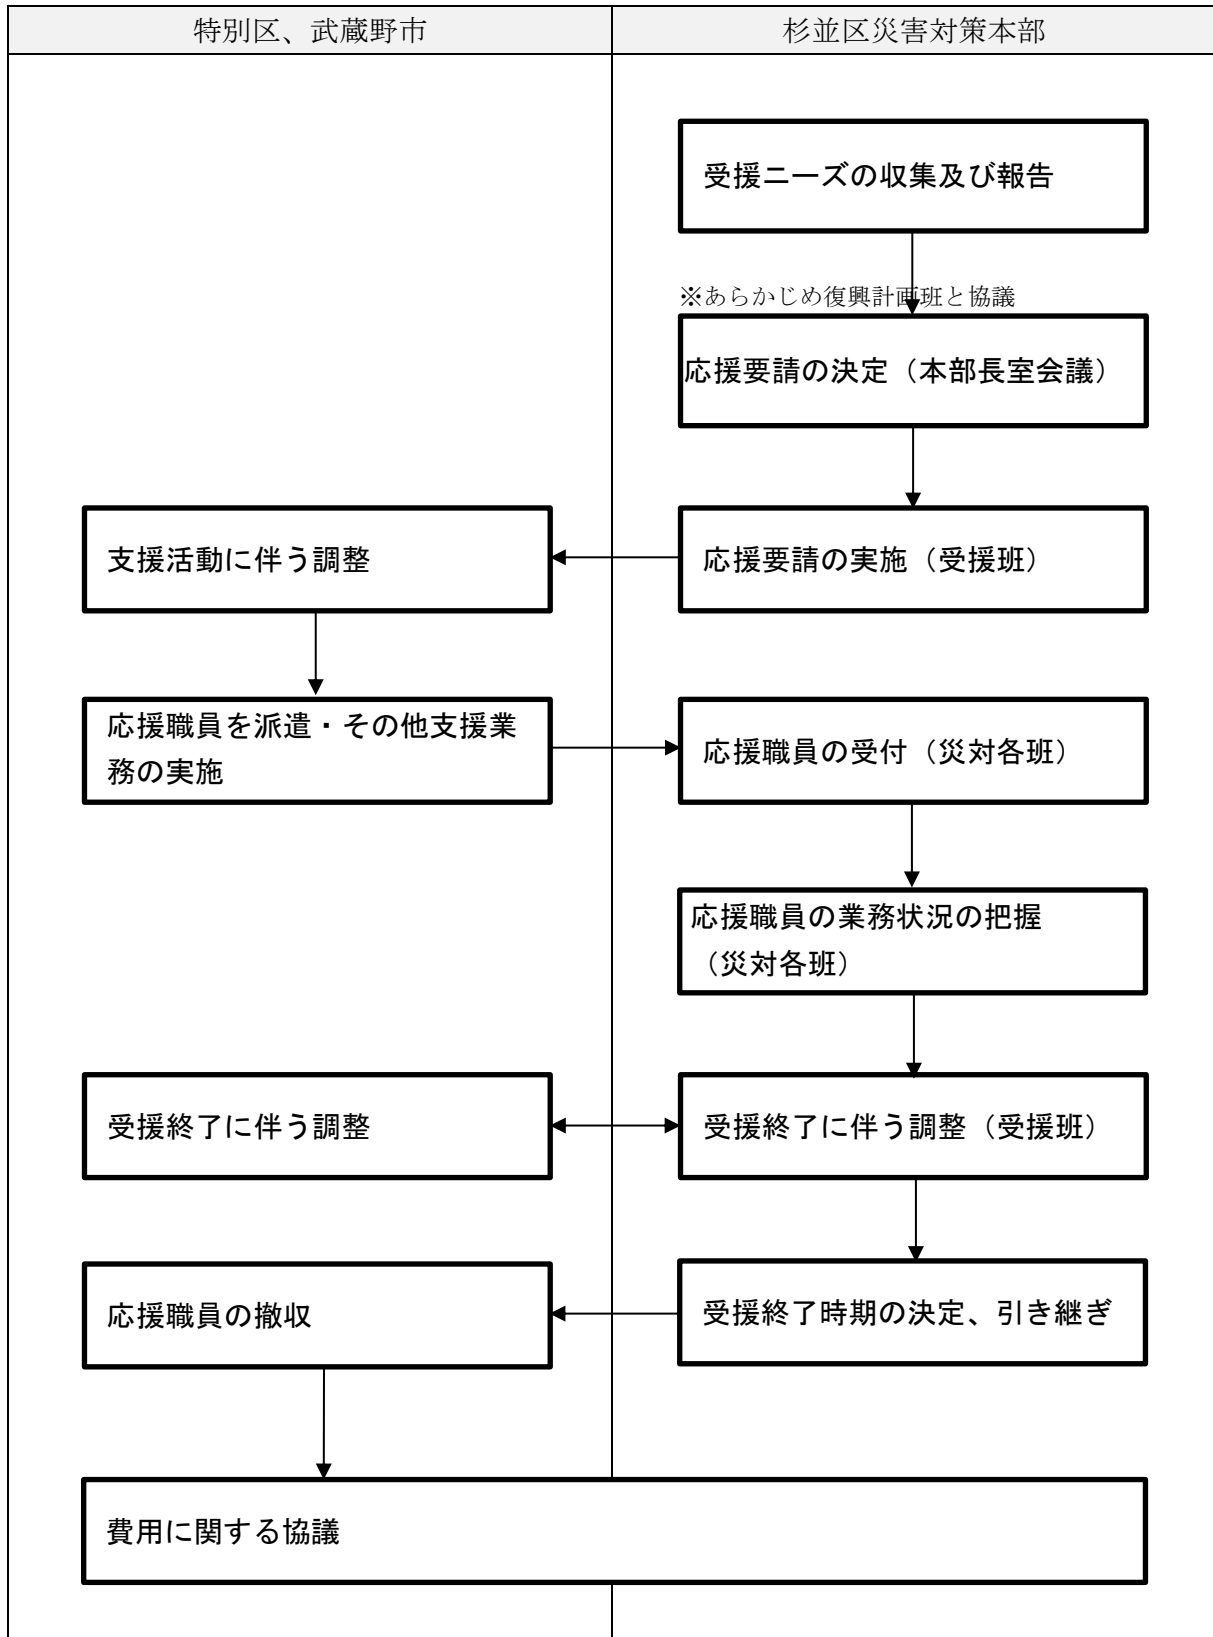 特別区、武蔵野市
杉並区災害対策本部
受援ニーズの収集及び報告
※あらかじめ復興計画班と協議
応援要請の決定（本部長室会議）
支援活動に伴う調整
応援要請の実施（受援班）
応援職員を派遣・その他支援業
務の実施
応援職員の受付（災対各班）
応援職員の業務状況の把握
（災対各班）
受援終了に伴う調整
受援終了に伴う調整（受援班）
応援職員の撤収
受援終了時期の決定、引き継ぎ
費用に関する協議